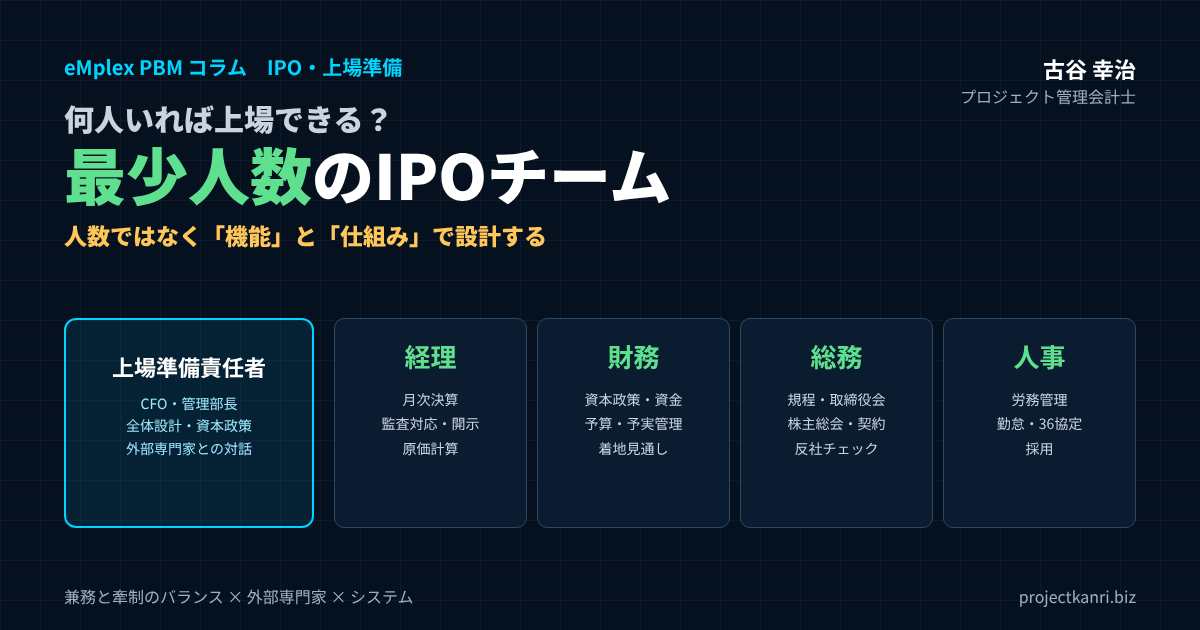 eMplex PBM コラム　IPO・上場準備
古谷 幸治
プロジェクト管理会計士
何人いれば上場できる？
最少人数のIPOチーム
人数ではなく「機能」と「仕組み」で設計する
上場準備責任者
CFO・管理部長
全体設計・資本政策
外部専門家との対話
経理
月次決算
監査対応・開示
原価計算
財務
資本政策・資金
予算・予実管理
着地見通し
総務
規程・取締役会
株主総会・契約
反社チェック
人事
労務管理
勤怠・36協定
採用
兼務と牽制のバランス × 外部専門家 × システム
projectkanri.biz